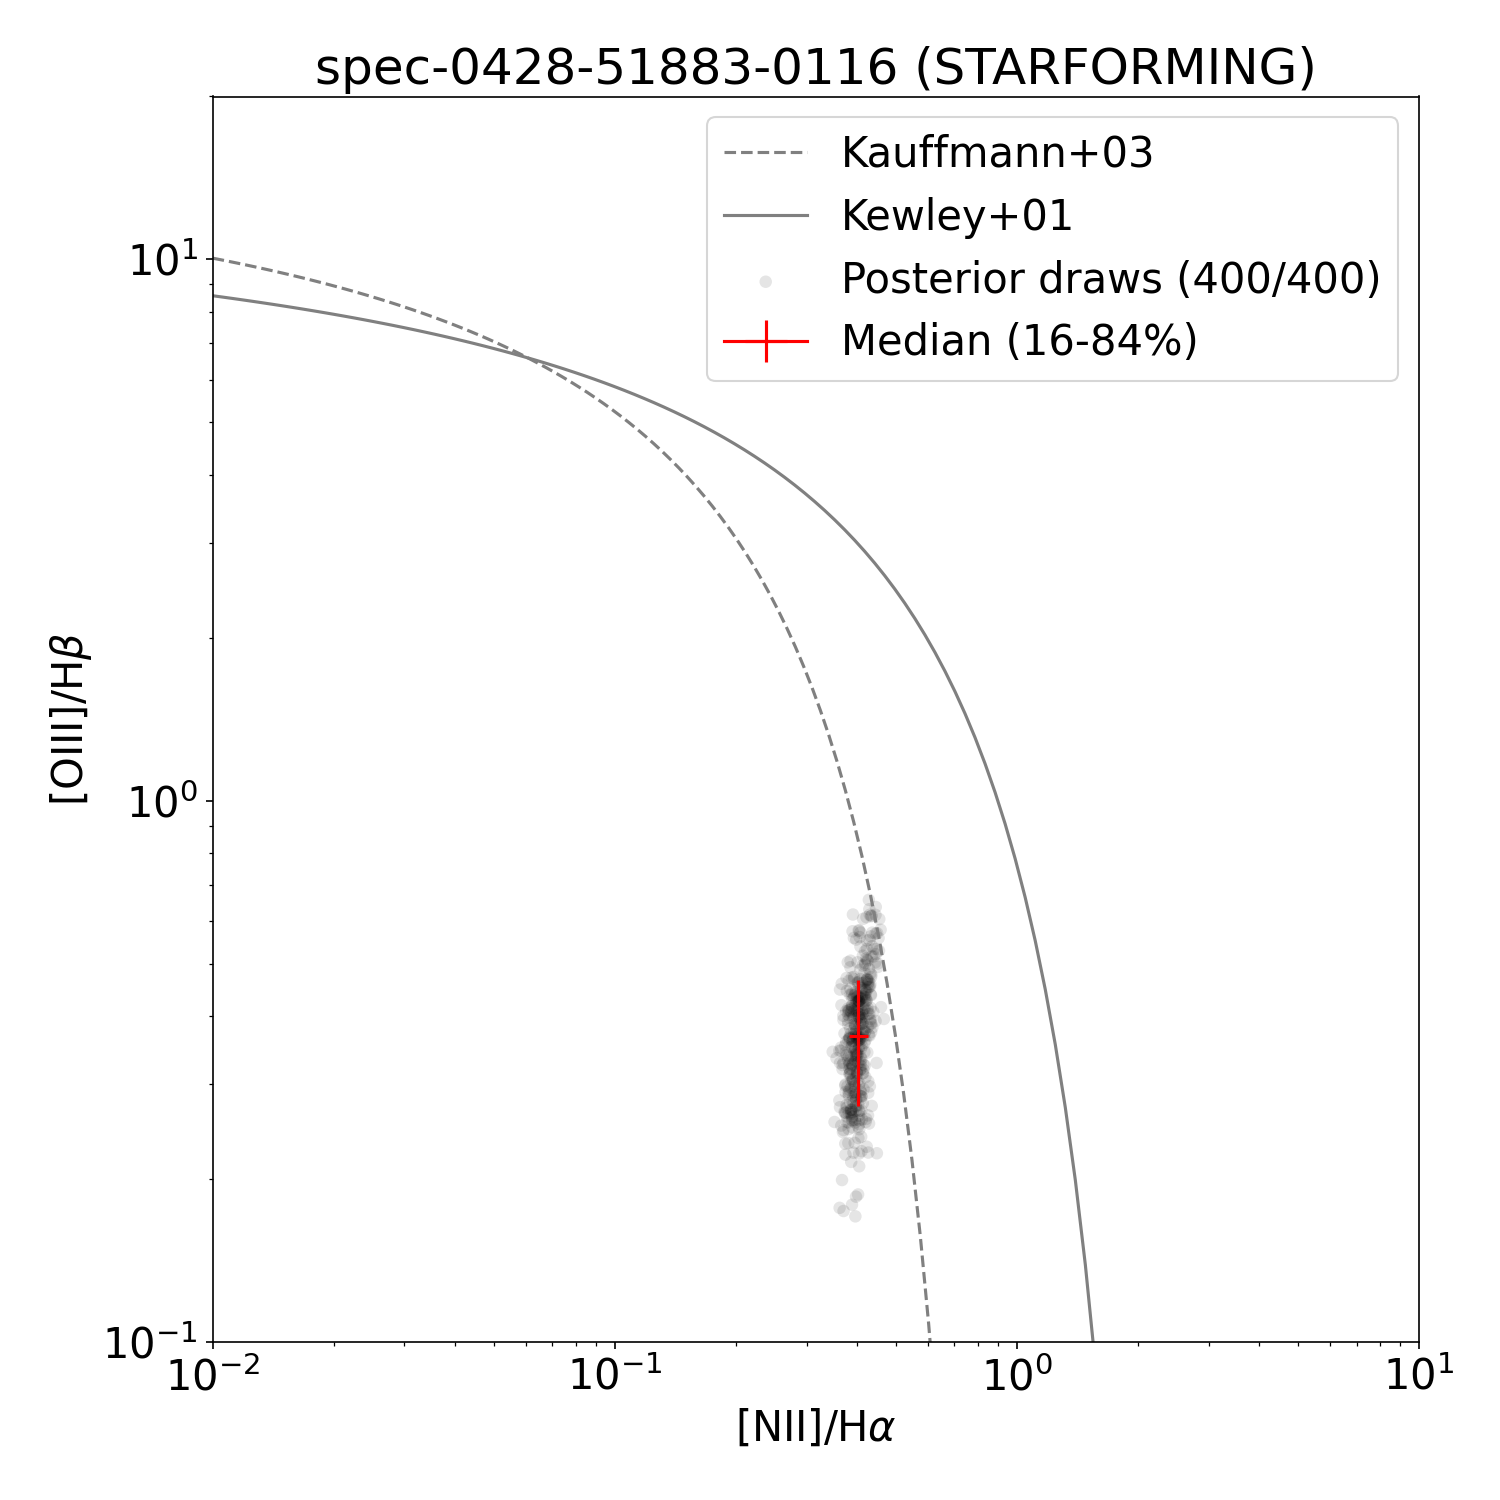 spec-0428-51883-0116 (STARFORMING)
Kauffmann+03
Kewley+01
Posterior draws (400/400)
Median (16-84%)
10¹
10⁰
10⁻¹
[OIII]/Hβ
10⁻² 10⁻¹ 10⁰ 10¹
[NII]/Hα